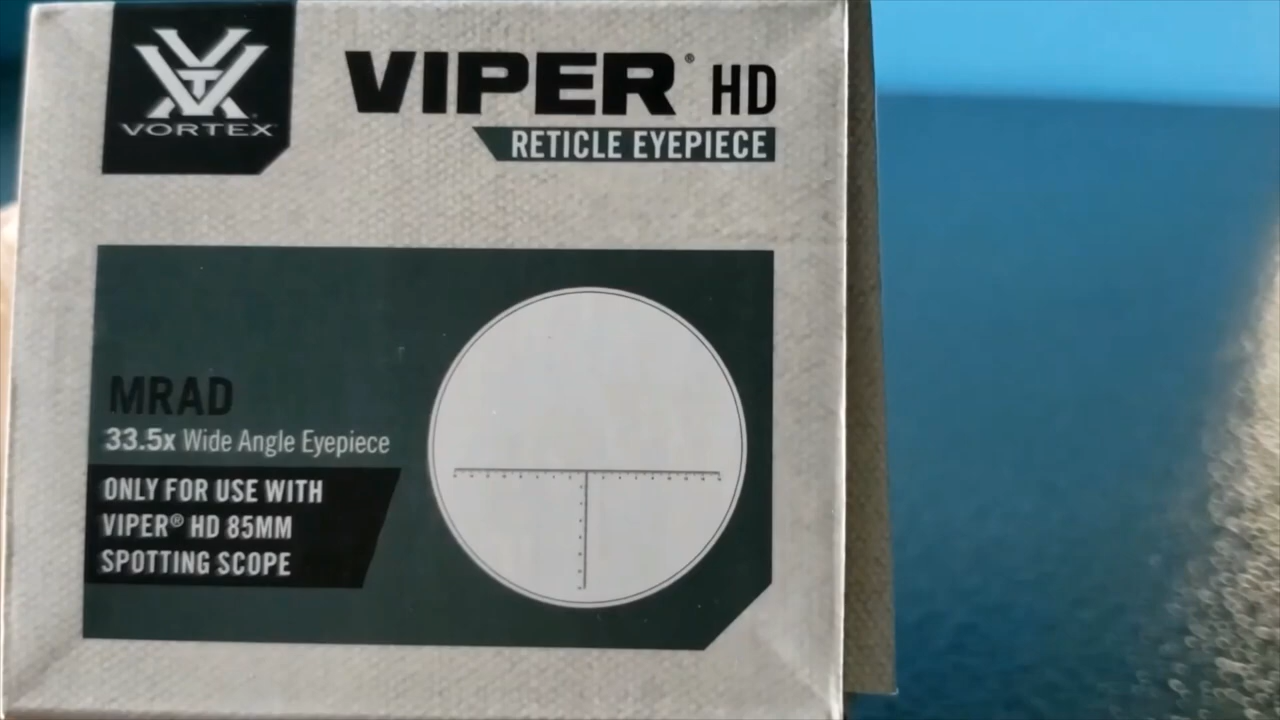 VORTEX
VIPER® HD
RETICLE EYEPIECE
MRAD
33.5x Wide Angle Eyepiece
ONLY FOR USE WITH
VIPER® HD 85MM
SPOTTING SCOPE